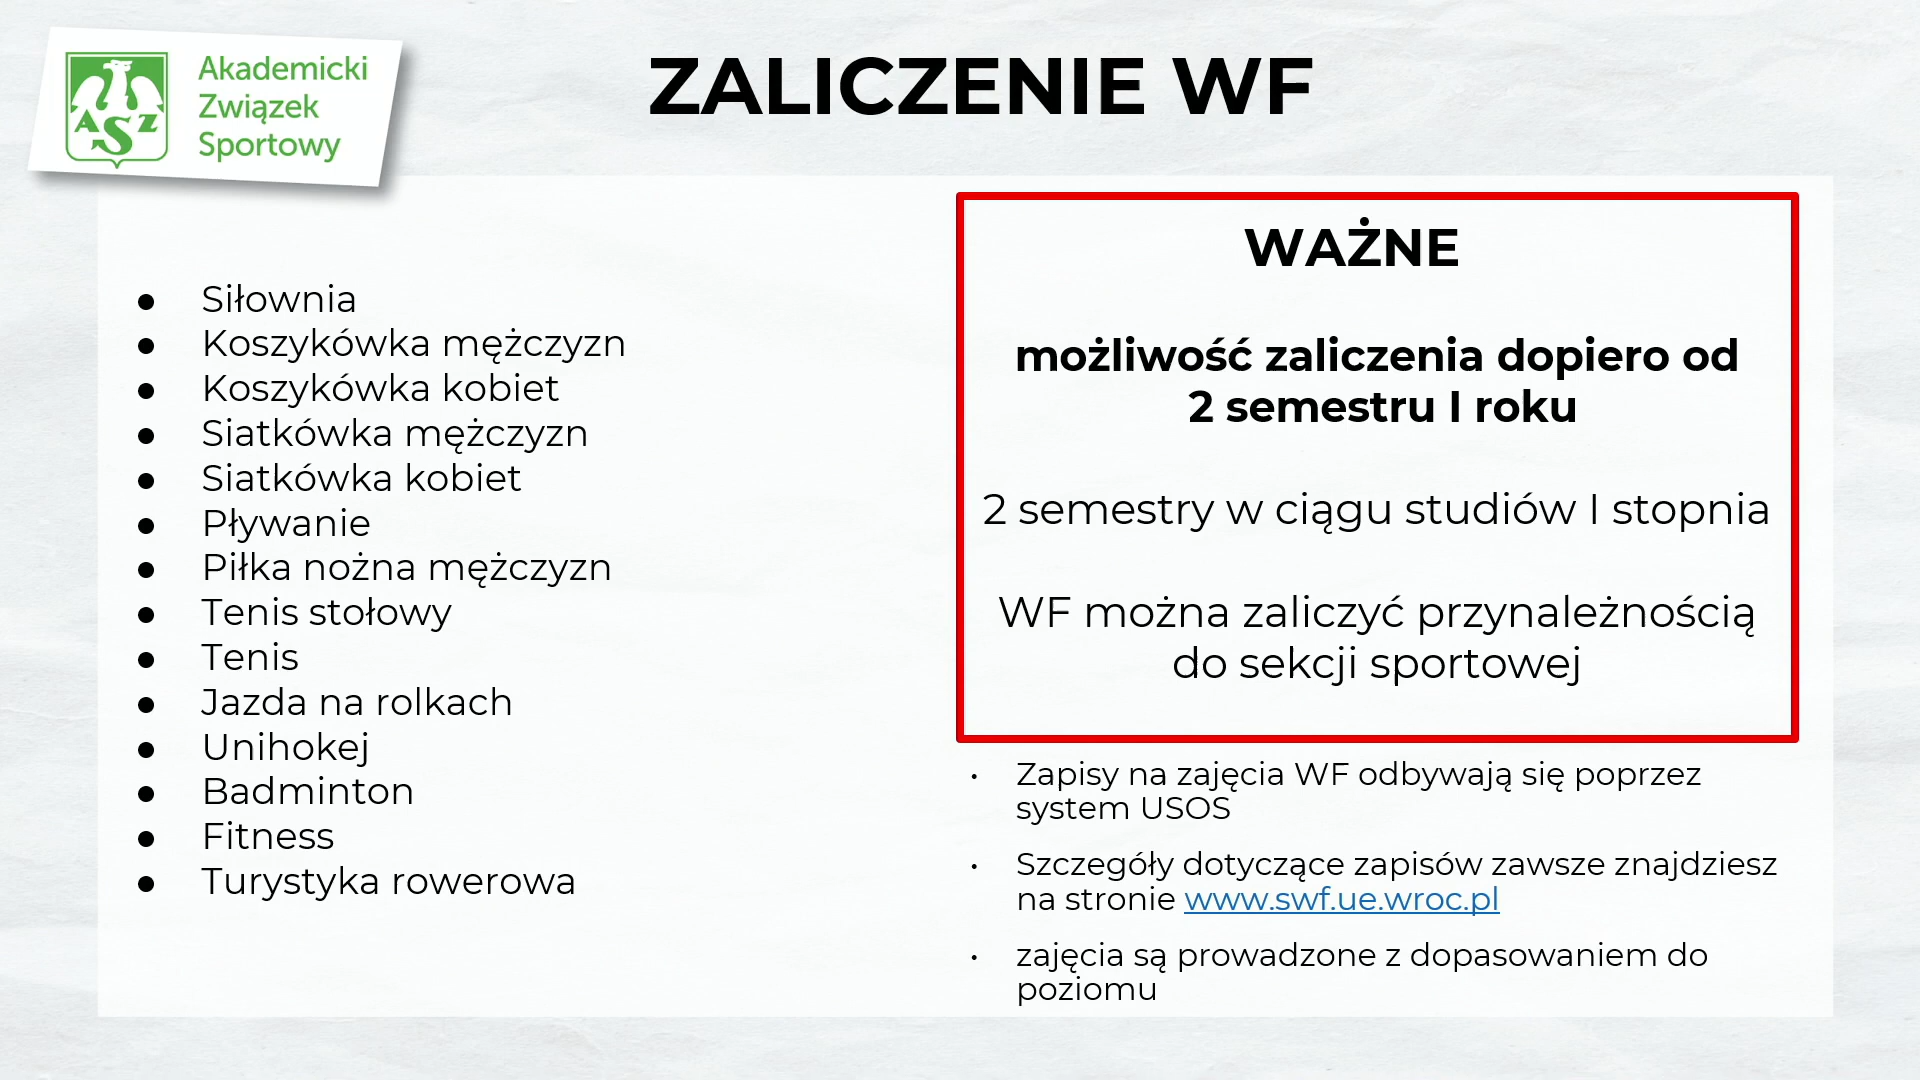 Akademicki
Związek
Sportowy
AZS
ZALICZENIE WF
● Siłownia
● Koszykówka mężczyzn
● Koszykówka kobiet
● Siatkówka mężczyzn
● Siatkówka kobiet
● Pływanie
● Piłka nożna mężczyzn
● Tenis stołowy
● Tenis
● Jazda na rolkach
● Unihokej
● Badminton
● Fitness
● Turystyka rowerowa
WAŻNE
możliwość zaliczenia dopiero od
2 semestru I roku
2 semestry w ciągu studiów I stopnia
WF można zaliczyć przynależnością
do sekcji sportowej
• Zapisy na zajęcia WF odbywają się poprzez
system USOS
• Szczegóły dotyczące zapisów zawsze znajdziesz
na stronie www.swf.ue.wroc.pl
• zajęcia są prowadzone z dopasowaniem do
poziomu